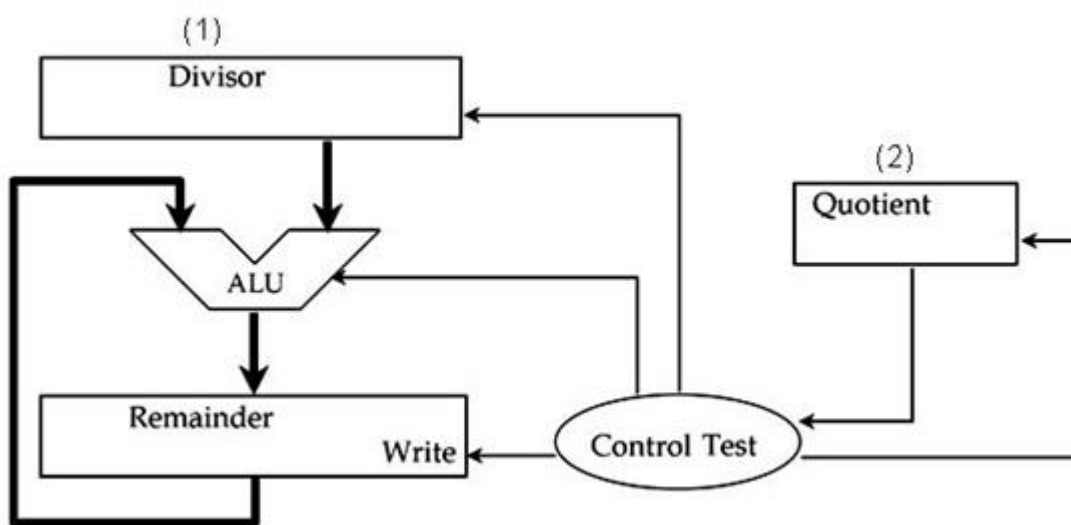 (1)
Divisor
(2)
Quotient
ALU
Remainder
Write
Control Test